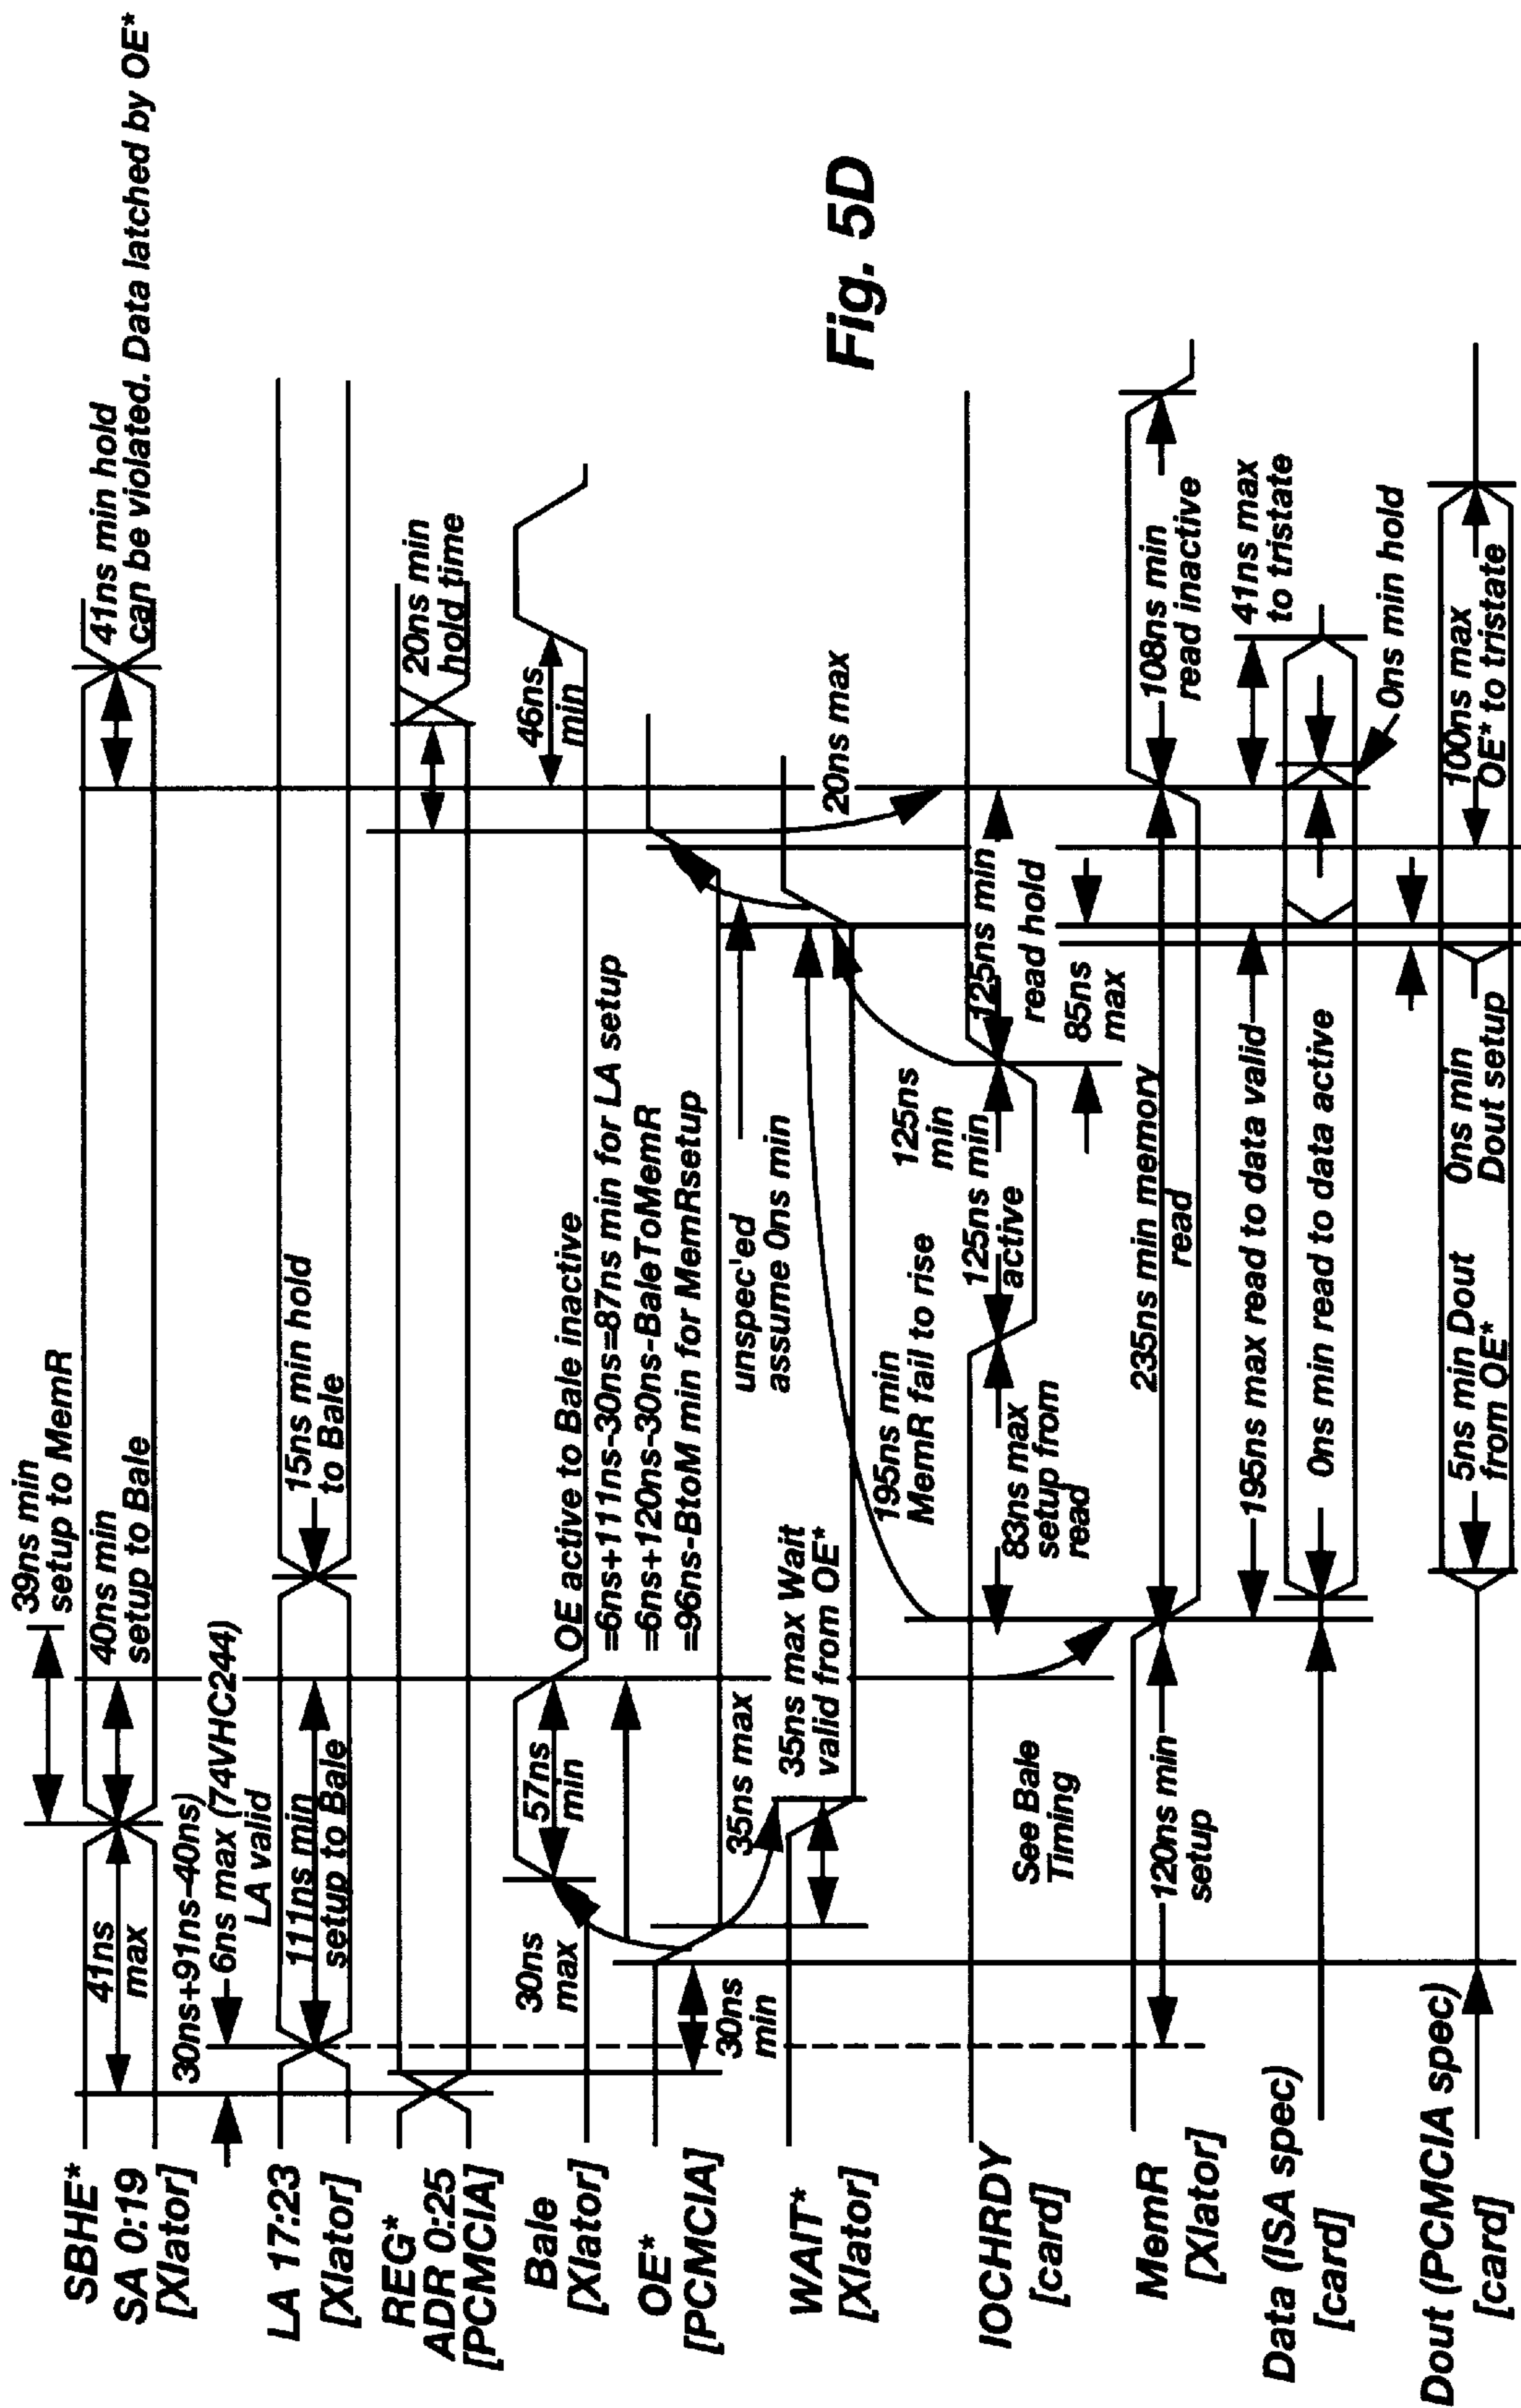 SBHE*
SA 0:19
[Xlator]
41ns
max
39ns min
setup to MemR
40ns min
setup to Bale
41ns min hold
can be violated. Data latched by OE*
30ns+91ns-40ns)
6ns max (74VHC244)
LA valid
LA 17:23
[Xlator]
111ns min
setup to Bale
15ns min hold
to Bale
REG*
ADR 0:25
[PCMCIA]
20ns min
hold time
Bale
[Xlator]
30ns
max
57ns
min
46ns
min
OE active to Bale inactive
=6ns+111ns-30ns=87ns min for LA setup
=6ns+120ns-30ns-BaleToMemR
=96ns-BtoM min for MemRsetup
OE*
[PCMCIA]
30ns
min
35ns max
unspec'ed
assume 0ns min
WAIT*
[Xlator]
35ns max Wait
valid from OE*
20ns max
195ns min
MemR fail to rise
125ns
min
IOCHRDY
[card]
See Bale
Timing
83ns max
setup from
read
125ns min
active
125ns min
read hold
85ns
max
MemR
[Xlator]
120ns min
setup
235ns min memory
read
108ns min
read inactive
195ns max read to data valid
41ns max
to tristate
Data (ISA spec)
[card]
0ns min read to data active
0ns min hold
Dout (PCMCIA spec)
[card]
5ns min Dout
from OE*
0ns min
Dout setup
100ns max
OE* to tristate
Fig. 5D